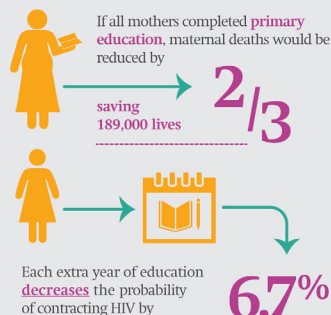 If all mothers completed primary
education, maternal deaths would be
reduced by
2/3
saving
189,000 lives
Each extra year of education
decreases the probability
of contracting HIV by
6.7%